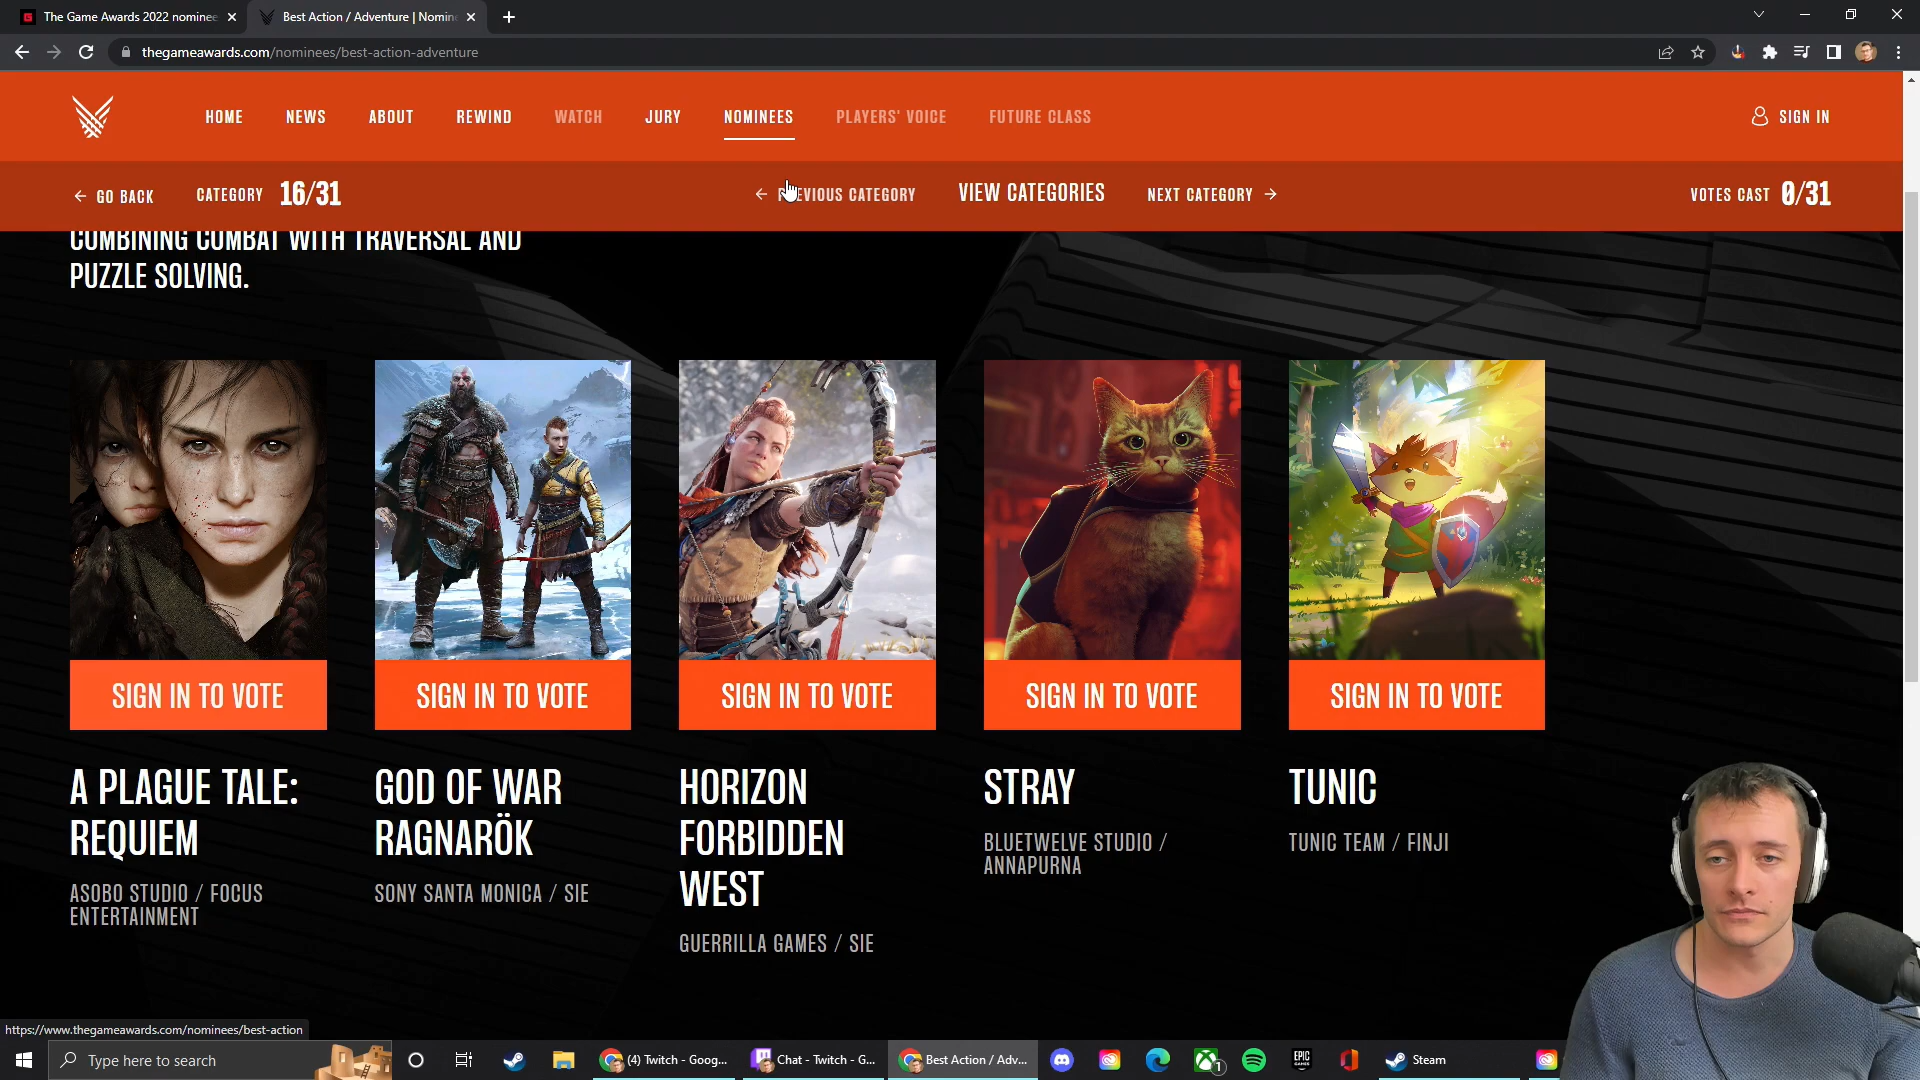 The Game Awards 2022 nominee
Best Action / Adventure | Nomin
thegameawards.com/nominees/best-action-adventure
HOME
NEWS
ABOUT
REWIND
WATCH
JURY
NOMINEES
PLAYERS' VOICE
FUTURE CLASS
SIGN IN
GO BACK
CATEGORY 16/31
PREVIOUS CATEGORY
VIEW CATEGORIES
NEXT CATEGORY
VOTES CAST 0/31
COMBINING COMBAT WITH TRAVERSAL AND
PUZZLE SOLVING.
SIGN IN TO VOTE
SIGN IN TO VOTE
SIGN IN TO VOTE
SIGN IN TO VOTE
SIGN IN TO VOTE
A PLAGUE TALE:
REQUIEM
ASOBO STUDIO / FOCUS
ENTERTAINMENT
GOD OF WAR
RAGNARÖK
SONY SANTA MONICA / SIE
HORIZON
FORBIDDEN
WEST
GUERRILLA GAMES / SIE
STRAY
BLUETWELVE STUDIO /
ANNAPURNA
TUNIC
TUNIC TEAM / FINJI
https://www.thegameawards.com/nominees/best-action
Type here to search
(4) Twitch - Goog...
Chat - Twitch - G...
Best Action / Adv...
1
EPIC
GAMES
Steam